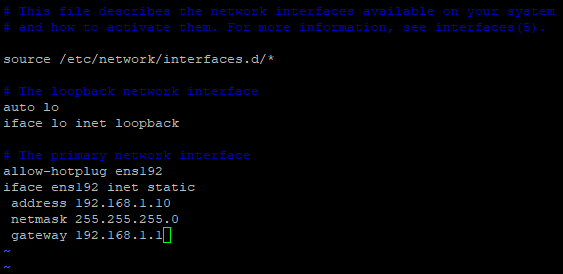 # This file describes the network interfaces available on your system
# and how to activate them. For more information, see interfaces(5).
source /etc/network/interfaces.d/*
# The loopback network interface
auto lo
iface lo inet loopback
# The primary network interface
allow-hotplug ens192
iface ens192 inet static
address 192.168.1.10
netmask 255.255.255.0
gateway 192.168.1.1
~
~